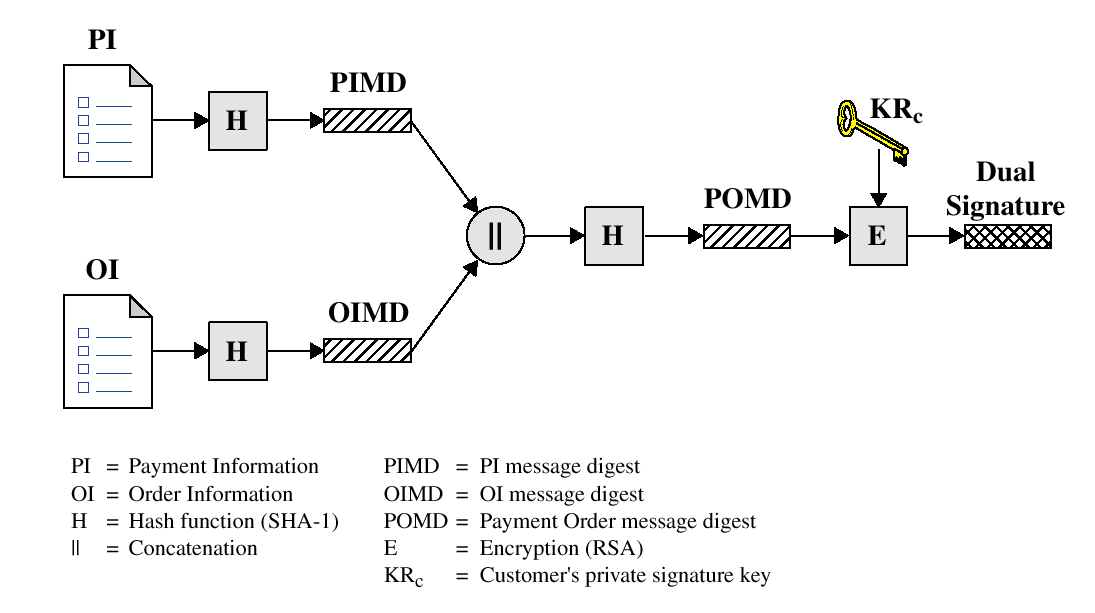 PI
H
PIMD
KRc
||
H
POMD
E
Dual
Signature
OI
H
OIMD
PI = Payment Information
OI = Order Information
H = Hash function (SHA-1)
|| = Concatenation
PIMD = PI message digest
OIMD = OI message digest
POMD = Payment Order message digest
E = Encryption (RSA)
KRc = Customer's private signature key